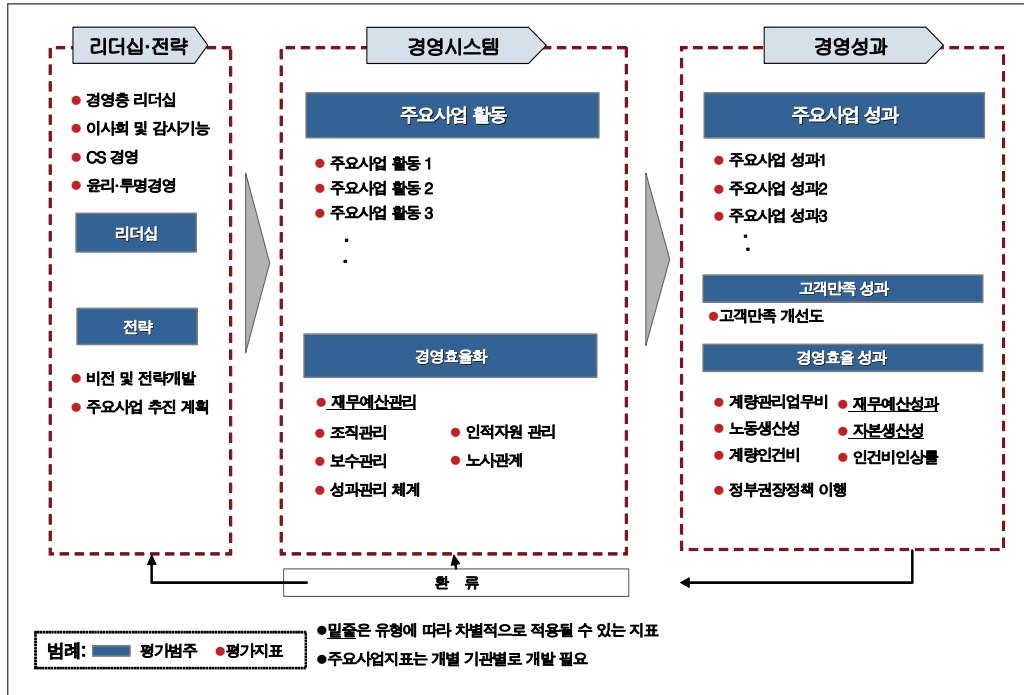 리더십·전략
경영층 리더십
이사회 및 감사기능
CS 경영
윤리·투명경영
리더십
전략
비전 및 전략개발
주요사업 추진 계획
경영시스템
주요사업 활동
주요사업 활동 1
주요사업 활동 2
주요사업 활동 3
경영효율화
재무예산관리
조직관리
인적자원 관리
보수관리
노사관계
성과관리 체계
경영성과
주요사업 성과
주요사업 성과1
주요사업 성과2
주요사업 성과3
고객만족 성과
고객만족 개선도
경영효율 성과
계량관리업무비
재무예산성과
노동생산성
자본생산성
계량인건비
인건비인상률
정부권장정책 이행
환 류
범례: 평가범주 ●평가지표
●밑줄은 유형에 따라 차별적으로 적용될 수 있는 지표
●주요사업지표는 개별 기관별로 개발 필요